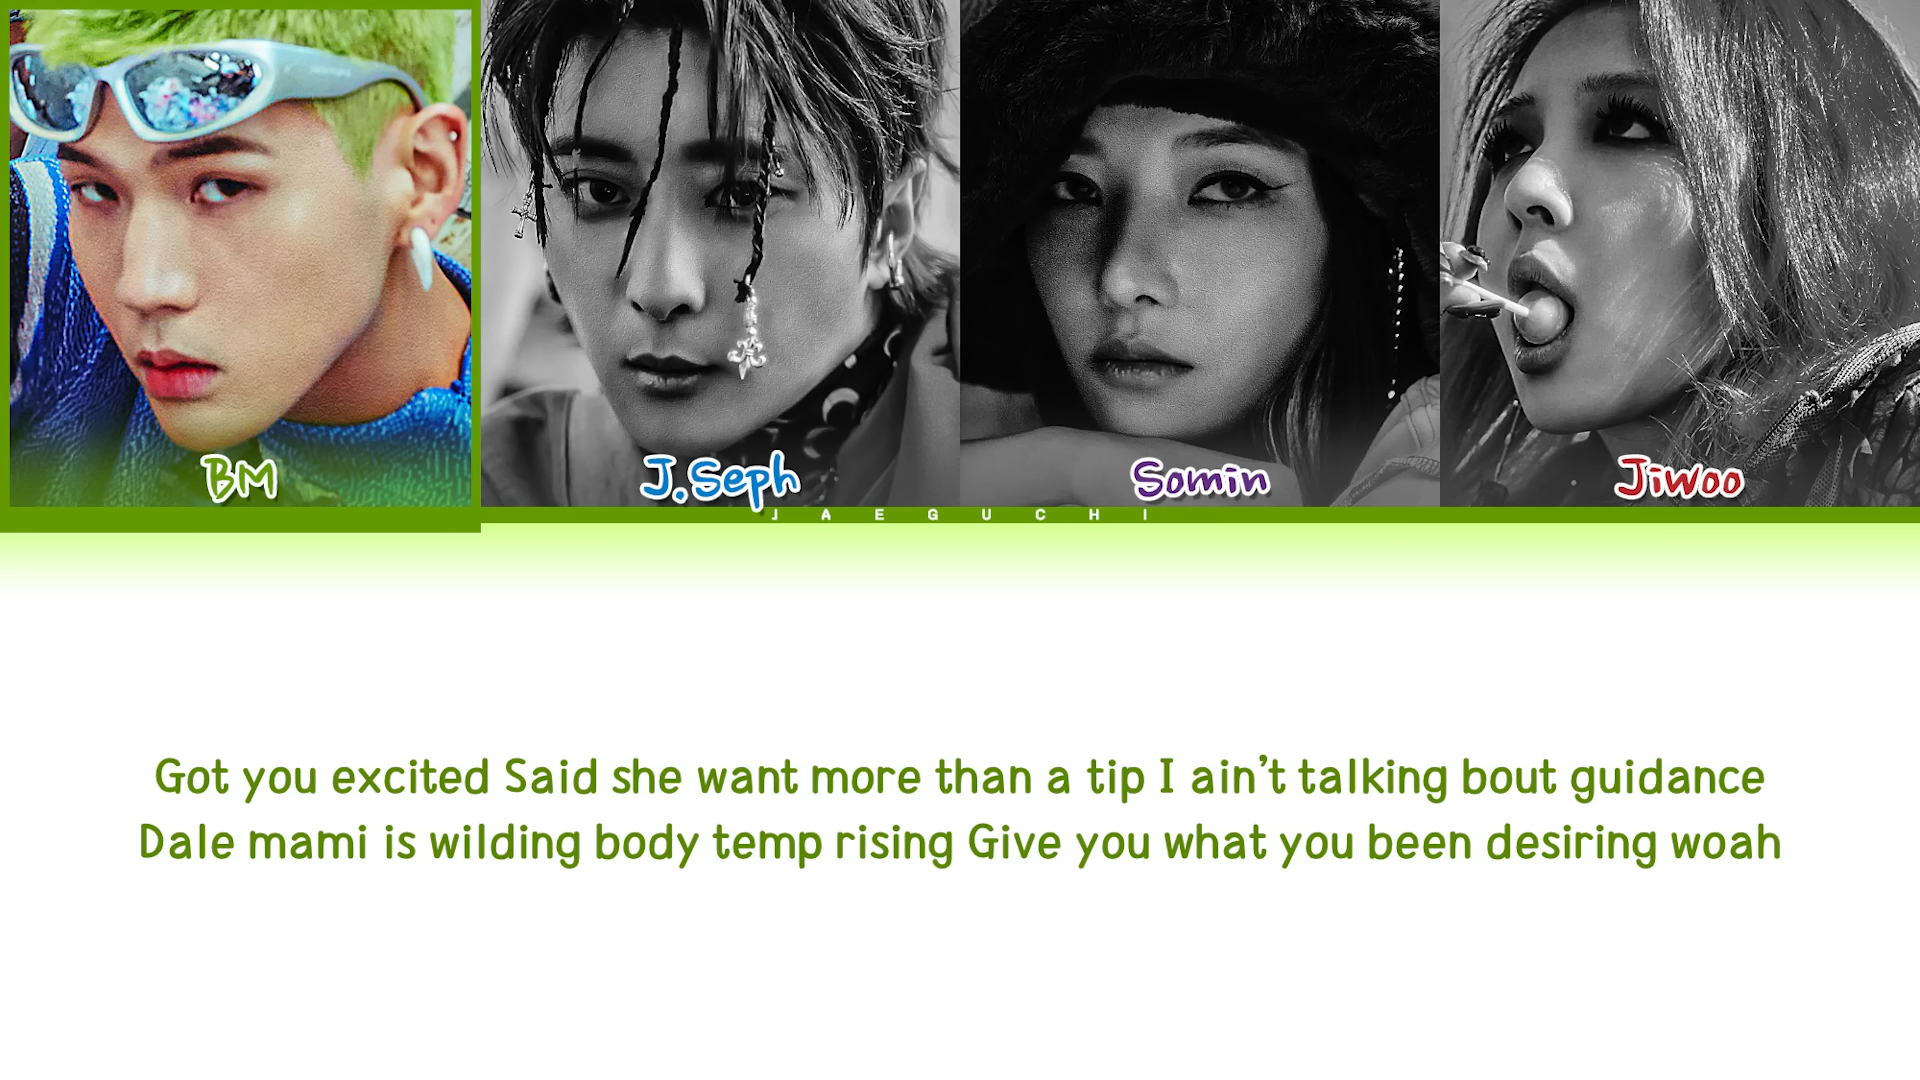 BM
J.Seph
Somin
Jiwoo
JAEGUCHI
Got you excited Said she want more than a tip I ain't talking bout guidance
Dale mami is wilding body temp rising Give you what you been desiring woah